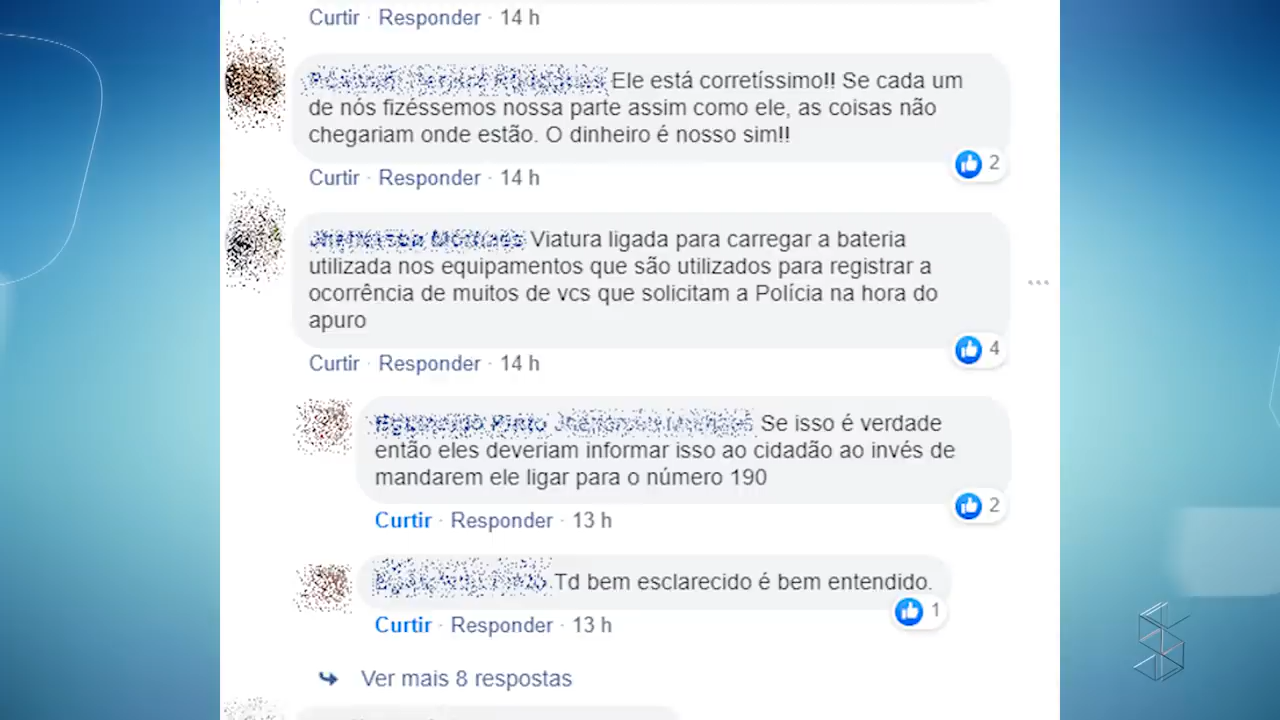 Curtir · Responder · 14 h
Ele está corretíssimo!! Se cada um
de nós fizéssemos nossa parte assim como ele, as coisas não
chegariam onde estão. O dinheiro é nosso sim!!
2
Curtir · Responder · 14 h
Viatura ligada para carregar a bateria
utilizada nos equipamentos que são utilizados para registrar a
ocorrência de muitos de vcs que solicitam a Polícia na hora do
apuro
4
Curtir · Responder · 14 h
Se isso é verdade
então eles deveriam informar isso ao cidadão ao invés de
mandarem ele ligar para o número 190
2
Curtir · Responder · 13 h
Td bem esclarecido é bem entendido.
1
Curtir · Responder · 13 h
Ver mais 8 respostas